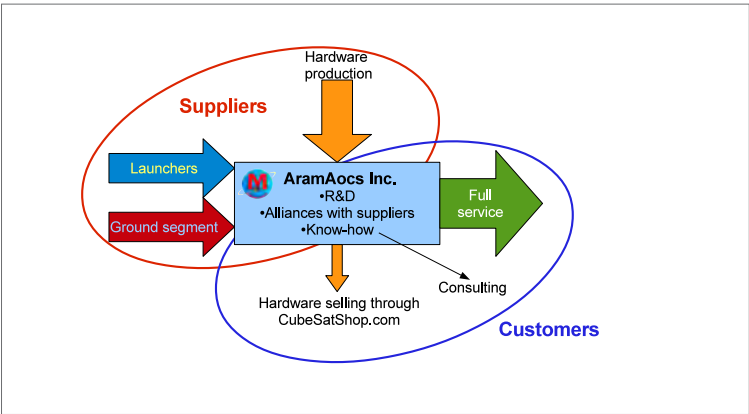 Hardware
production
Suppliers
Launchers
Ground segment
M
AramAocs Inc.
•R&D
•Alliances with suppliers
•Know-how
Full
service
Consulting
Hardware selling through
CubeSatShop.com
Customers